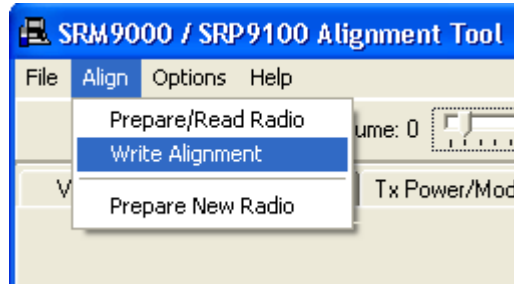 SRM9000 / SRP9100 Alignment Tool
File Align Options Help
Prepare/Read Radio
ume: 0
Write Alignment
V
Tx Power/Mod
Prepare New Radio